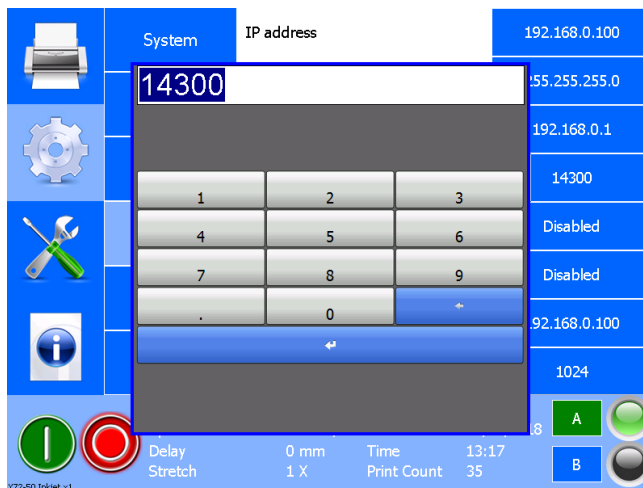 System
IP address
192.168.0.100
14300
255.255.255.0
192.168.0.1
1 2 3
14300
4 5 6
Disabled
7 8 9
Disabled
. 0
192.168.0.100
1024
A
Delay 0 mm Time 13:17
Stretch 1 X Print Count 35
B